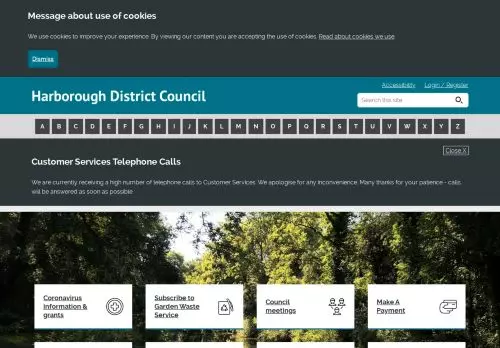 Message about use of cookies
We use cookies to improve your experience. By viewing our content you are accepting the use of cookies. Read about cookies we use
Dismiss
Accessibility Login / Register
Harborough District Council
Search this site
A B C D E F G H I J K L M N O P Q R S T U V W X Y Z
Close X
Customer Services Telephone Calls
We are currently receiving a high number of telephone calls to Customer Services. We apologise for any inconvenience. Many thanks for your patience - calls
will be answered as soon as possible
Coronavirus
information &
grants
Subscribe to
Garden Waste
Service
Council
meetings
Make A
Payment